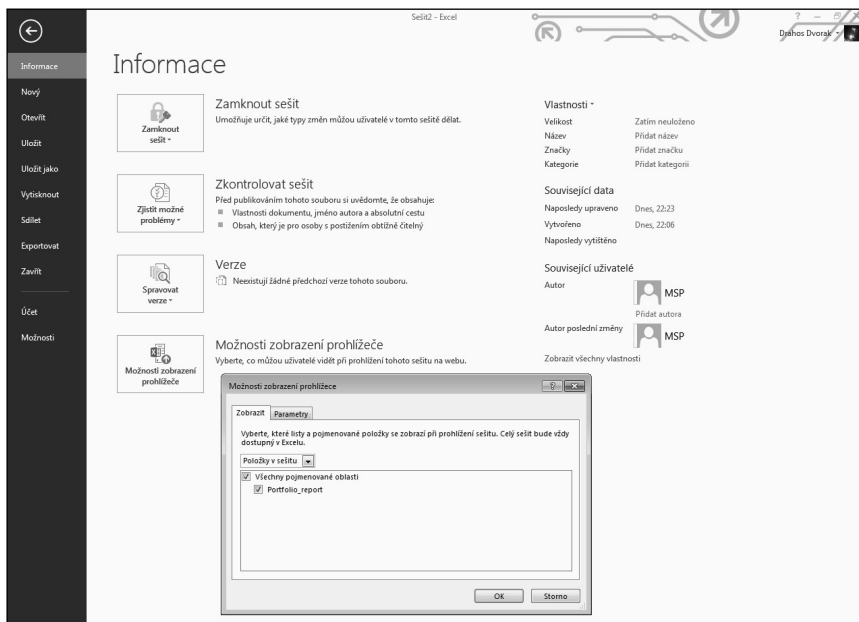 Sešit2 - Excel
Drahos Dvorak
Informace
Nový
Otevřít
Uložit
Uložit jako
Vytisknout
Sdílet
Exportovat
Zavřít
Účet
Možnosti
Informace
Zamknout
sešit
Zamknout sešit
Umožňuje určit, jaké typy změn můžou uživatelé v tomto sešitě dělat.
Zjistit možné
problémy
Zkontrolovat sešit
Před publikováním tohoto souboru si uvědomte, že obsahuje:
Vlastnosti dokumentu, jméno autora a absolutní cestu
Obsah, který je pro osoby s postižením obtížně čitelný
Spravovat
verze
Verze
Neexistují žádné předchozí verze tohoto souboru.
Možnosti zobrazení
prohlížeče
Možnosti zobrazení prohlížeče
Vyberte, co můžou uživatelé vidět při prohlížení tohoto sešitu na webu.
Vlastnosti
Velikost Zatím neuloženo
Název Přidat název
Značky Přidat značku
Kategorie Přidat kategorii
Související data
Naposledy upraveno Dnes, 22:23
Vytvořeno Dnes, 22:06
Naposledy vytištěno
Související uživatelé
Autor MSP
Přidat autora
Autor poslední změny MSP
Zobrazit všechny vlastnosti
Možnosti zobrazení prohlížece
Zobrazit Parametry
Vyberte, které listy a pojmenované položky se zobrazí při prohlížení sešitu. Celý sešit bude vždy
dostupný v Excelu.
Položky v sešitu
Všechny pojmenované oblasti
Portfolio_report
OK Storno